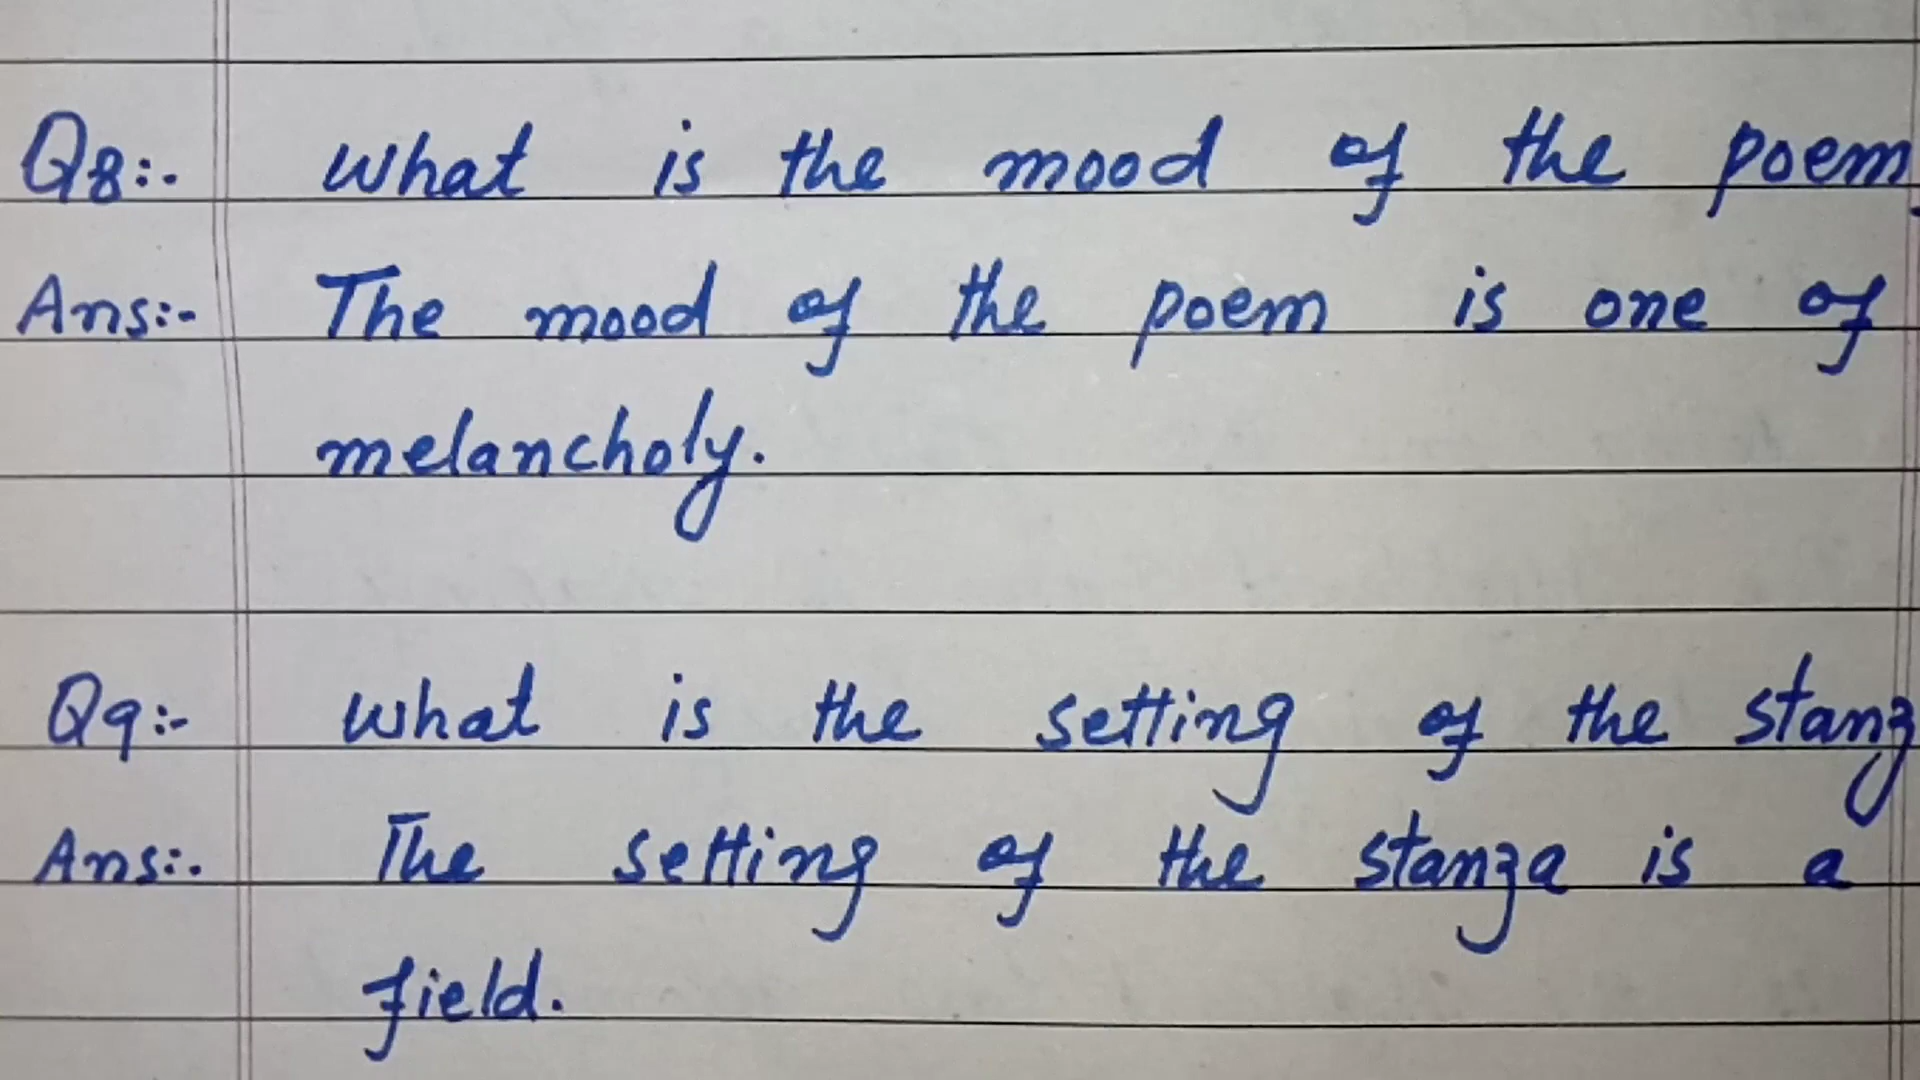 Q8:- what is the mood of the poem
Ans:- The mood of the poem is one of
melancholy.
Q9:- what is the setting of the stanz
Ans:- The setting of the stanza is a
field.